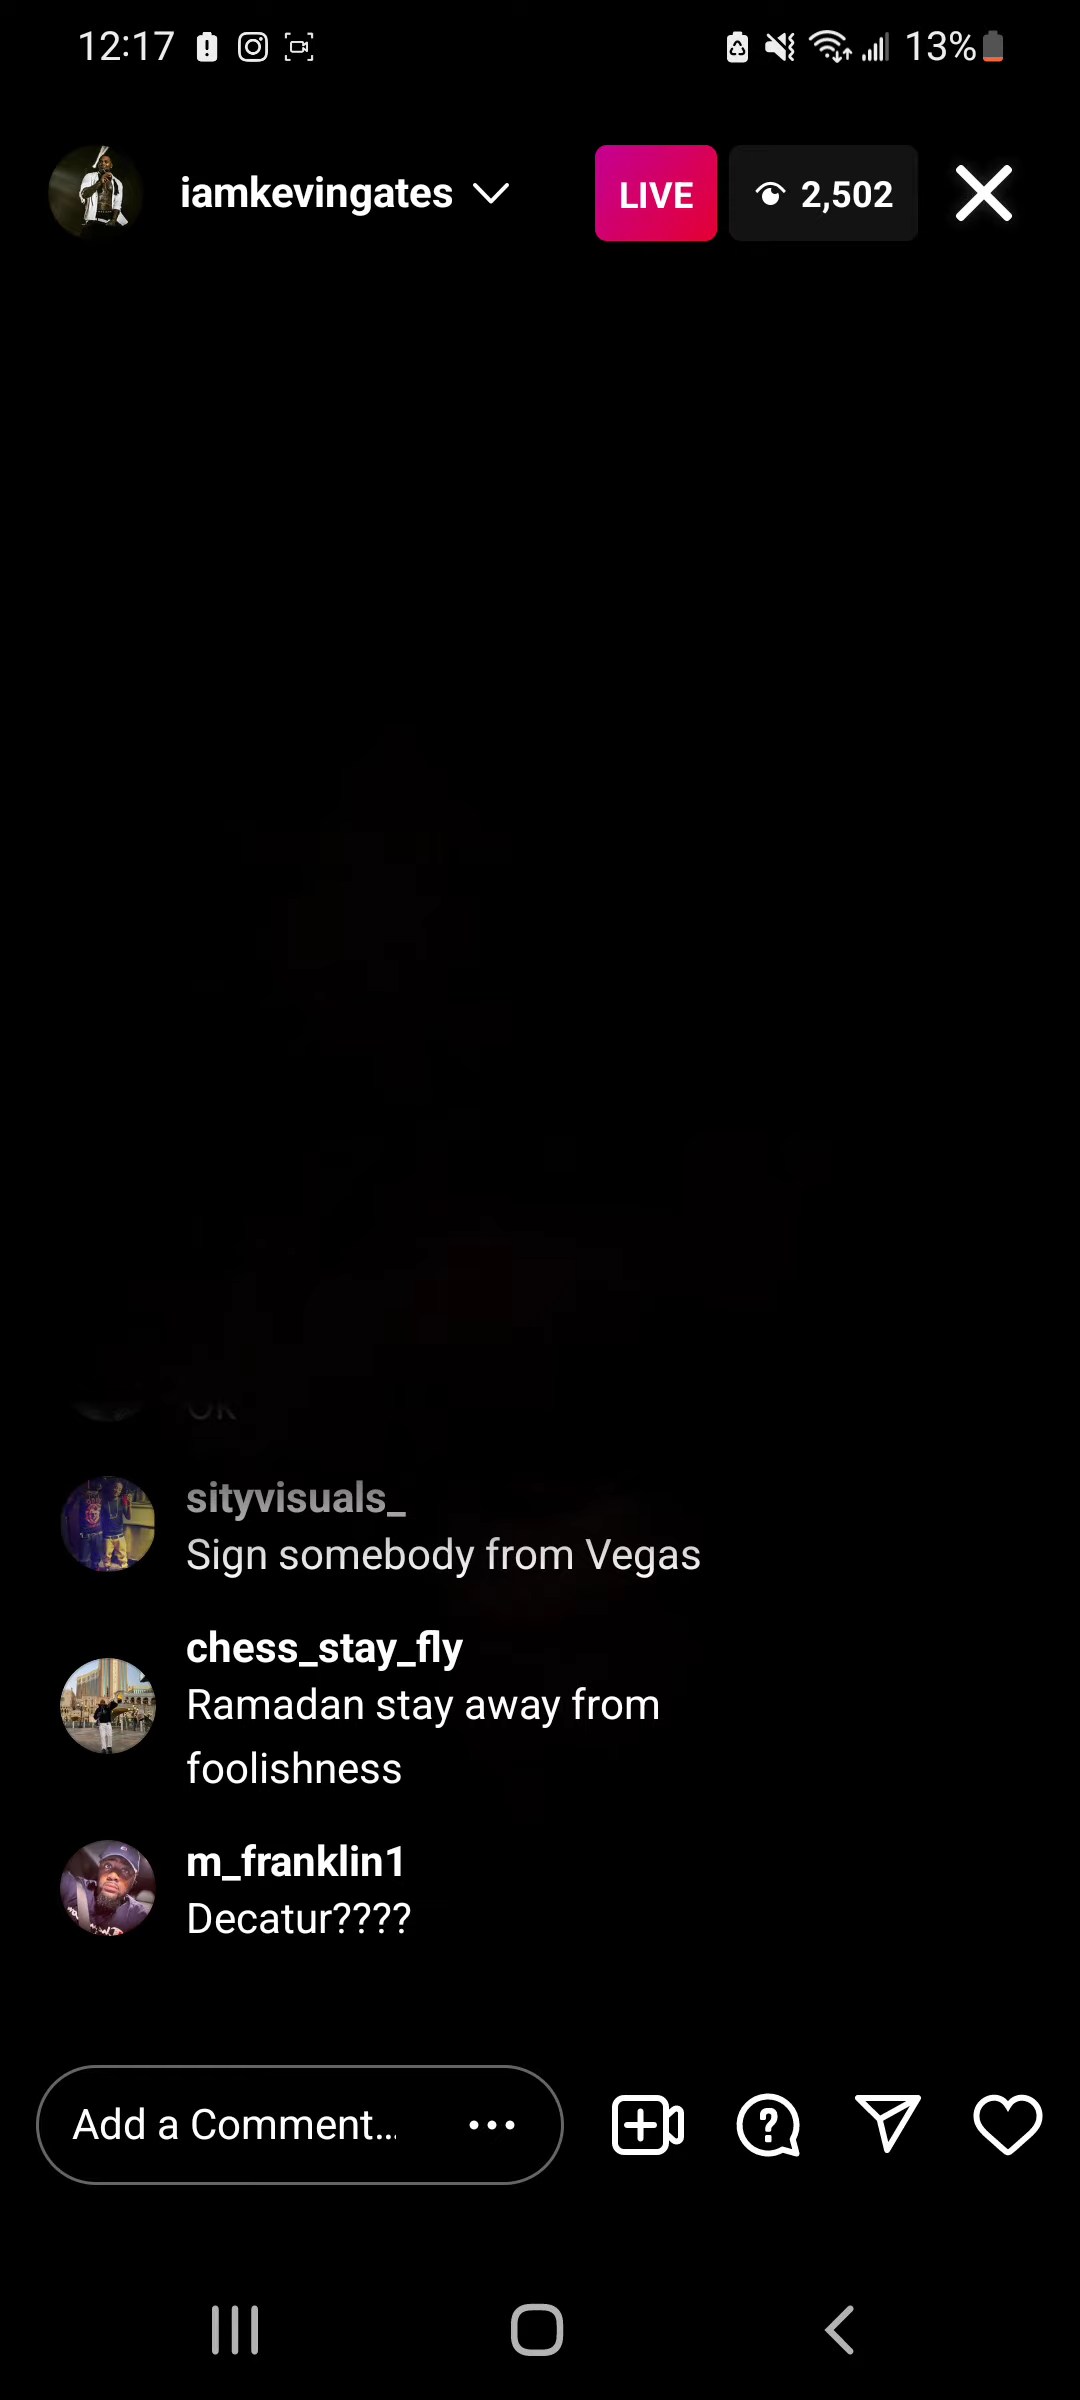 12:17
13%
iamkevingates
LIVE
2,502
sityvisuals_
Sign somebody from Vegas
chess_stay_fly
Ramadan stay away from
foolishness
m_franklin1
Decatur????
Add a Comment...